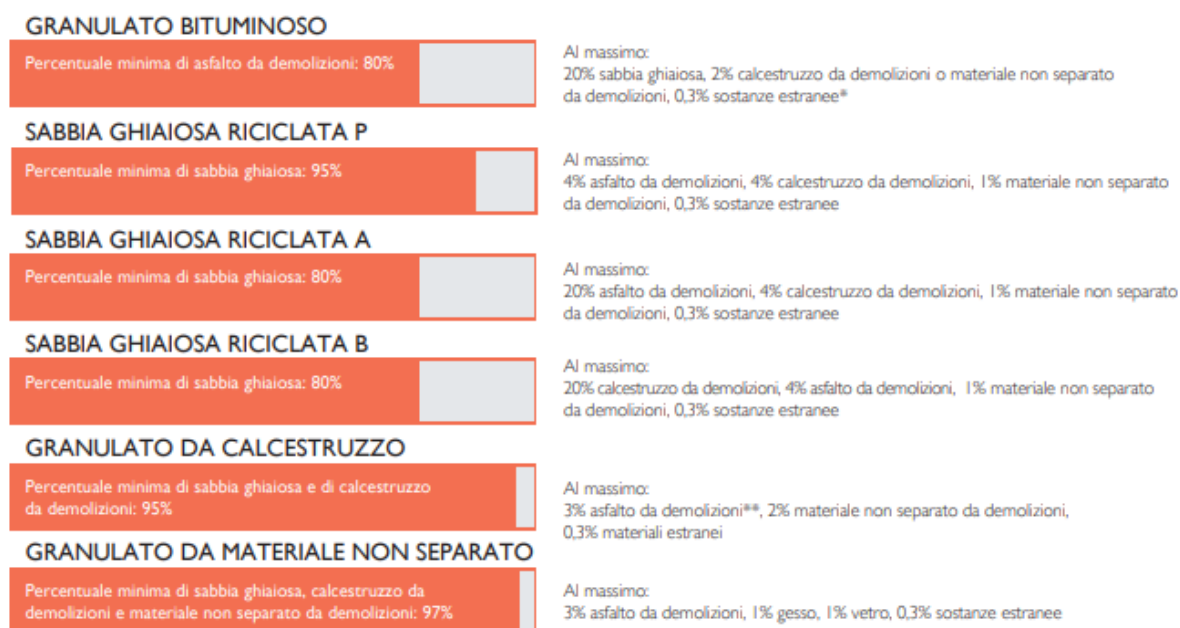 GRANULATO BITUMINOSO
Percentuale minima di asfalto da demolizioni: 80%
Al massimo:
20% sabbia ghiaiosa, 2% calcestruzzo da demolizioni o materiale non separato
da demolizioni, 0,3% sostanze estranee*
SABBIA GHIAIOSA RICICLATA P
Percentuale minima di sabbia ghiaiosa: 95%
Al massimo:
4% asfalto da demolizioni, 4% calcestruzzo da demolizioni, 1% materiale non separato
da demolizioni, 0,3% sostanze estranee
SABBIA GHIAIOSA RICICLATA A
Percentuale minima di sabbia ghiaiosa: 80%
Al massimo:
20% asfalto da demolizioni, 4% calcestruzzo da demolizioni, 1% materiale non separato
da demolizioni, 0,3% sostanze estranee
SABBIA GHIAIOSA RICICLATA B
Percentuale minima di sabbia ghiaiosa: 80%
Al massimo:
20% calcestruzzo da demolizioni, 4% asfalto da demolizioni, 1% materiale non separato
da demolizioni, 0,3% sostanze estranee
GRANULATO DA CALCESTRUZZO
Percentuale minima di sabbia ghiaiosa e di calcestruzzo
da demolizioni: 95%
Al massimo:
3% asfalto da demolizioni**, 2% materiale non separato da demolizioni,
0,3% materiali estranei
GRANULATO DA MATERIALE NON SEPARATO
Percentuale minima di sabbia ghiaiosa, calcestruzzo da
demolizioni e materiale non separato da demolizioni: 97%
Al massimo:
3% asfalto da demolizioni, 1% gesso, 1% vetro, 0,3% sostanze estranee